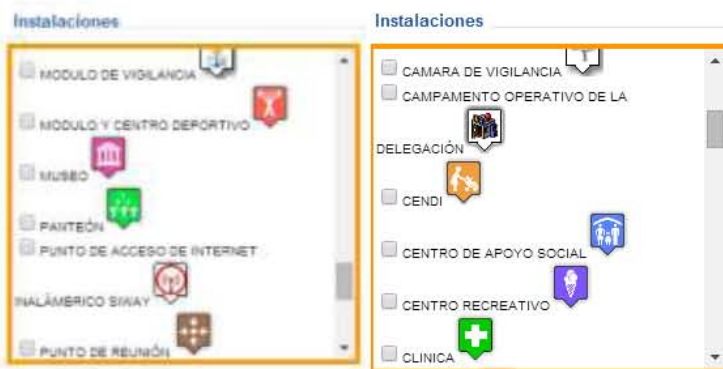 Instalaciones
MODULO DE VIGILANCIA
MODULO Y CENTRO DEPORTIVO
MUSEO
PANTEÓN
PUNTO DE ACCESO DE INTERNET
INALÁMBRICO SIWAY
PUNTO DE REUNIÓN
Instalaciones
CAMARA DE VIGILANCIA
CAMPAMENTO OPERATIVO DE LA
DELEGACIÓN
CENDI
CENTRO DE APOYO SOCIAL
CENTRO RECREATIVO
CLINICA